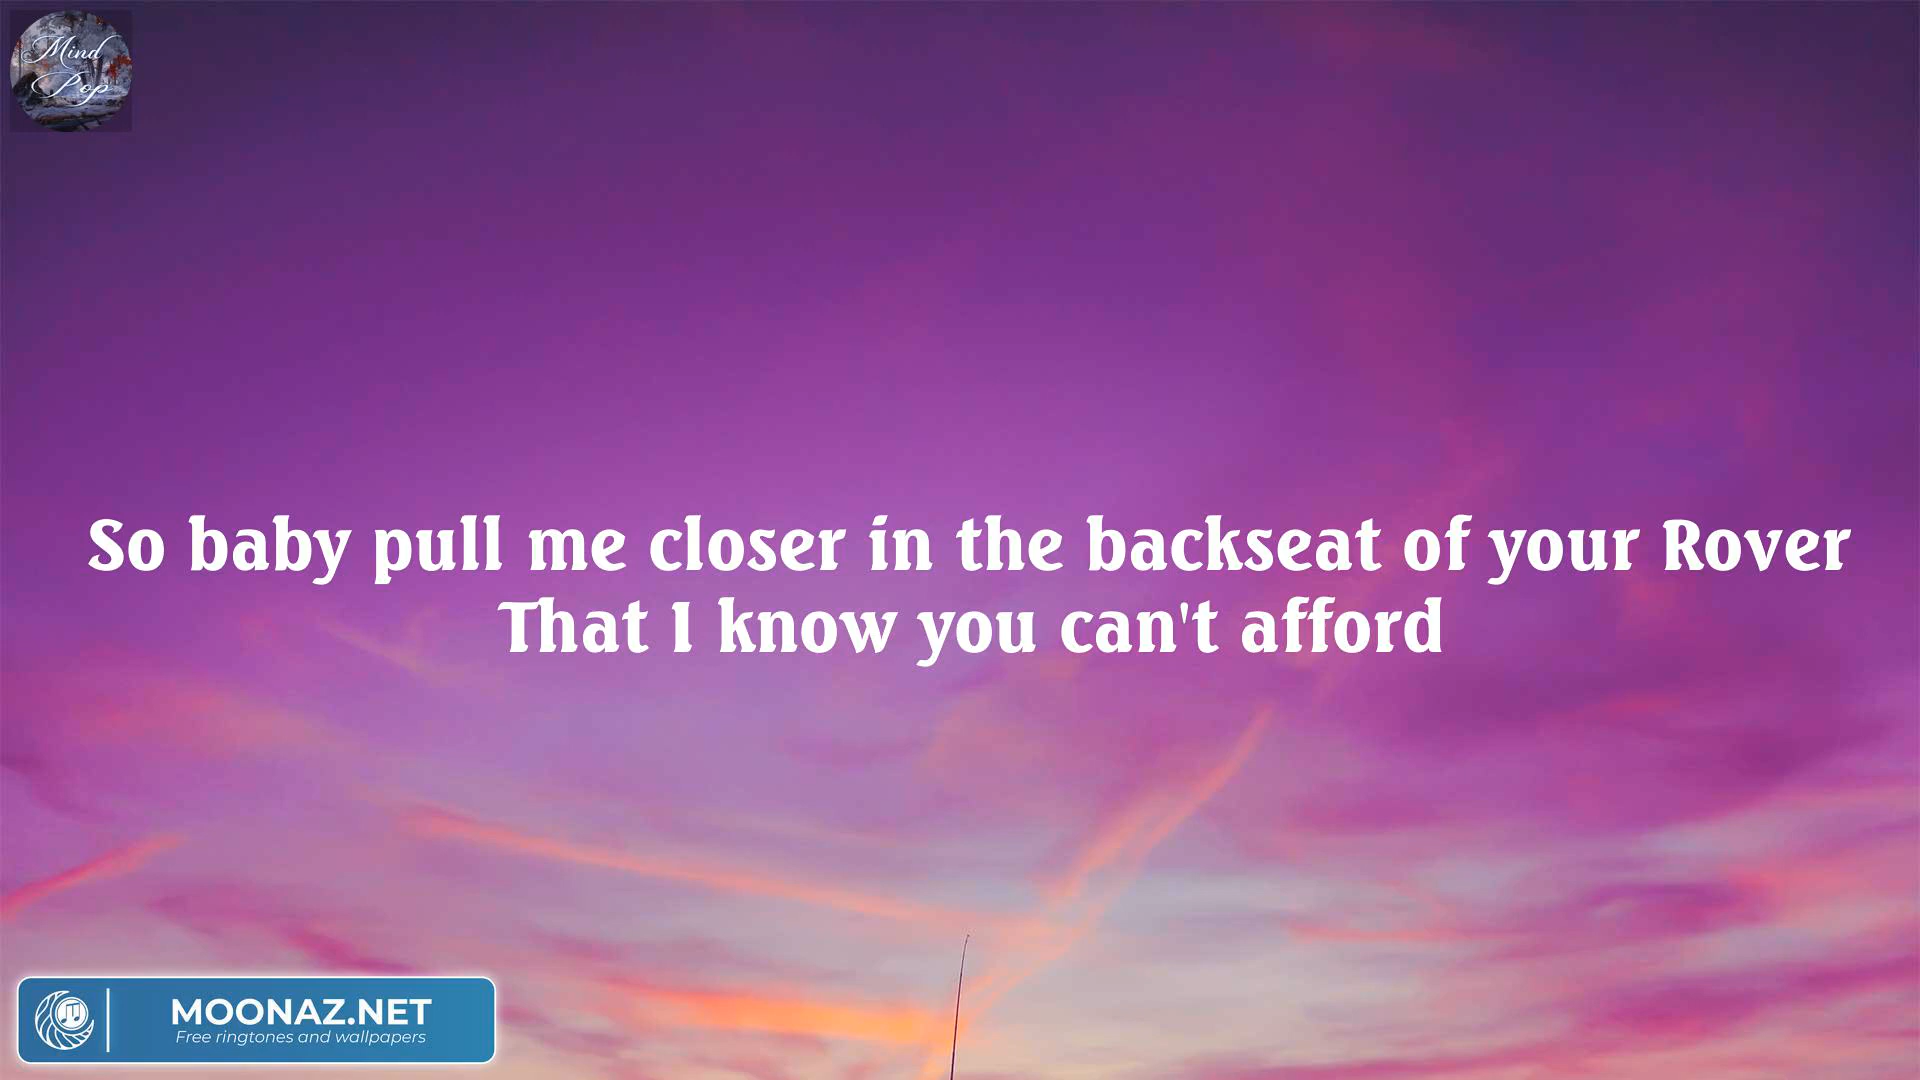 Mind
Pop
So baby pull me closer in the backseat of your Rover
That I know you can't afford
MOONAZ.NET
Free ringtones and wallpapers